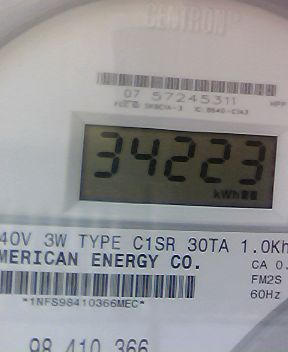 CENTRON
07 57245311
34223
kWh
40V 3W TYPE C1SR 30TA 1.0Kh
MERICAN ENERGY CO.
CA 0.
FM2S
*1NFS98410366MEC*
60Hz
98 410 366